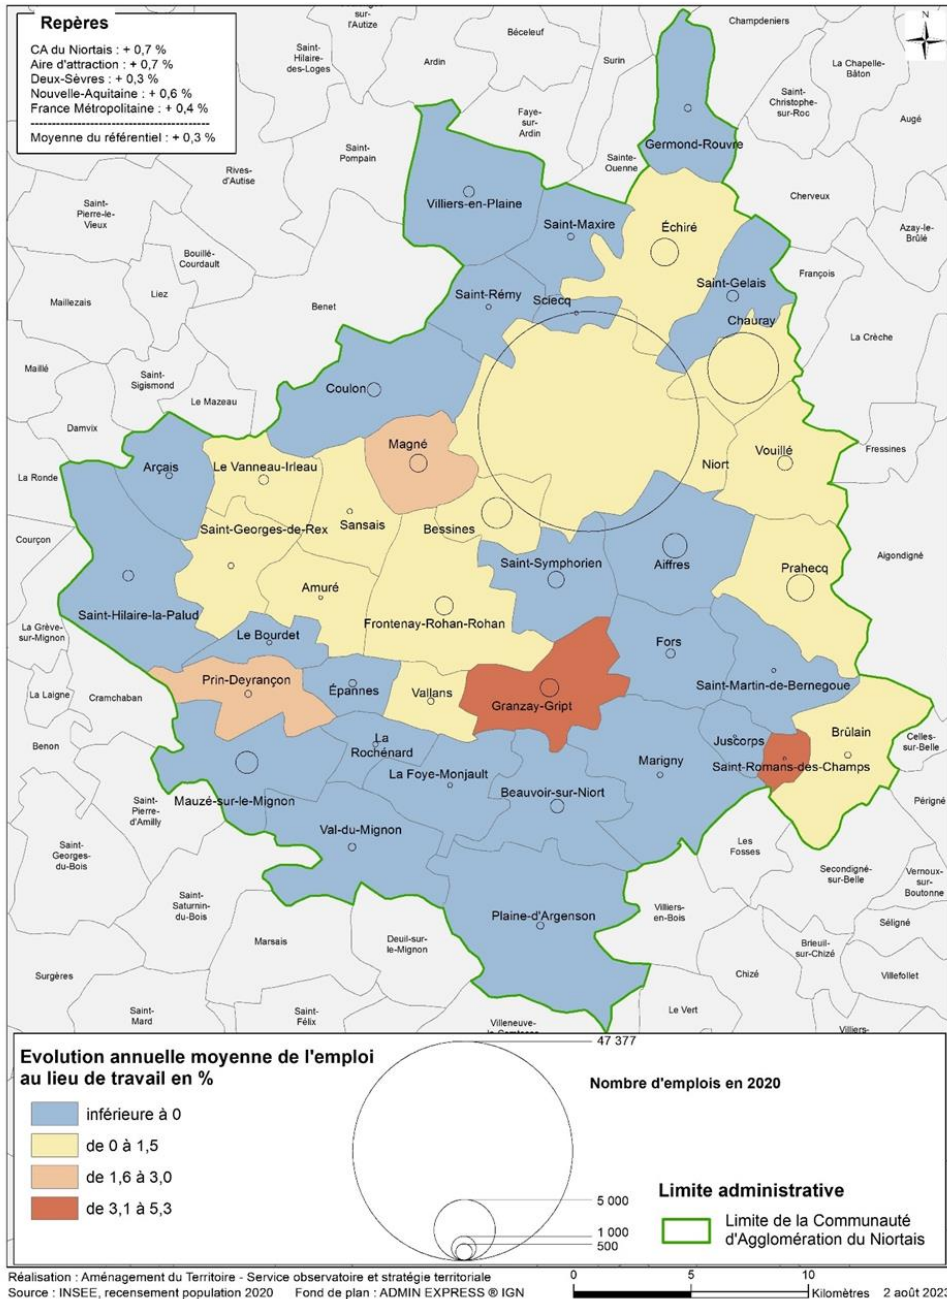 Repères
CA du Niortais : + 0,7 %
Aire d'attraction : + 0,7 %
Deux-Sèvres : + 0,3 %
Nouvelle-Aquitaine : + 0,6 %
France Métropolitaine : + 0,4 %
Moyenne du référentiel : + 0,3 %
N
sur-
l'Autize
Saint-
Hilaire
des-Loges
Ardin
Béceleuf
Surin
Champdeniers
La Chapelle-
Bâton
Saint-
Christophe-
sur-Roc
Augé
Faye-
sur-
Ardin
Sainte-
Ouenne
Germond-Rouvre
Saint-
Pompain
Rives-
d'Autise
Cherveux
Azay-le-
Brûlé
Saint-
Pierre-le-
Vieux
Villiers-en-Plaine
Saint-Maxire
Échiré
Bouillé-
Courdault
François
Maillezais
Liez
Benet
Saint-Rémy
Sciecq
Saint-Gelais
Chauray
La Crèche
Maillé
Saint-
Sigismond
Le Mazeau
Coulon
Damvix
Magné
Vouillé
Fressines
La Ronde
Arçais
Le Vanneau-Irleau
Niort
Courçon
Saint-Georges-de-Rex
Sansais
Bessines
Aigondigné
Saint-Symphorien
Aiffres
Prahecq
Amuré
Saint-Hilaire-la-Palud
Frontenay-Rohan-Rohan
La Grève-
sur-Mignon
Le Bourdet
Fors
La Laigne
Cramchaban
Prin-Deyrançon
Épannes
Vallans
Granzay-Gript
Saint-Martin-de-Bernegoue
Benon
La
Rochénard
Juscorps
Brûlain
Celles-
sur-Belle
Saint-Romans-des-Champs
La Foye-Monjault
Marigny
Mauzé-sur-le-Mignon
Beauvoir-sur-Niort
Périgné
Saint-
Pierre-
d'Amilly
Val-du-Mignon
Les
Fosses
Saint-
Georges-
du-Bois
Secondigné-
sur-Belle
Vernoux-
sur-
Boutonne
Saint-
Saturnin-
du-Bois
Plaine-d'Argenson
Villiers-
en-Bois
Séligné
Marsais
Deuil-sur-
le-Mignon
Brieuil-
sur-Chizé
Surgères
Chizé
Villefollet
Saint-
Mard
Saint-
Félix
Villeneuve-
Le Vert
Villiers-
Evolution annuelle moyenne de l'emploi
au lieu de travail en %
inférieure à 0
de 0 à 1,5
de 1,6 à 3,0
de 3,1 à 5,3
47 377
Nombre d'emplois en 2020
5 000
1 000
500
Limite administrative
Limite de la Communauté
d'Agglomération du Niortais
Réalisation : Aménagement du Territoire - Service observatoire et stratégie territoriale
Source : INSEE, recensement population 2020 Fond de plan : ADMIN EXPRESS ® IGN
0 5 10
Kilomètres
2 août 202